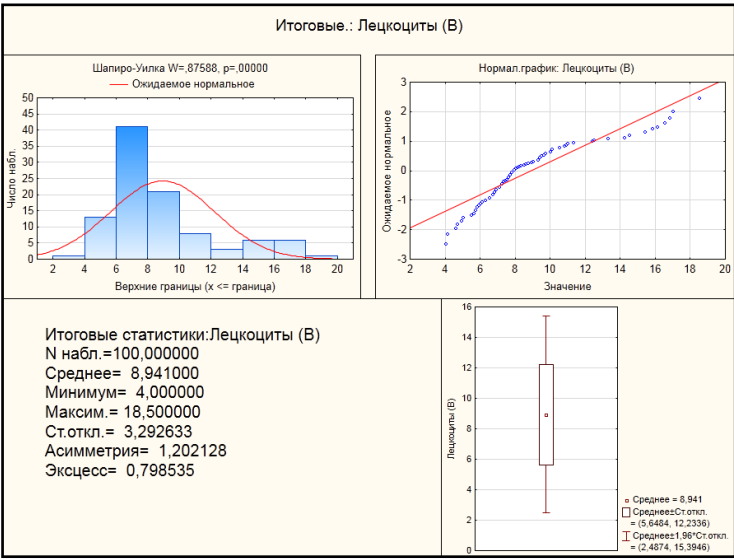 Итоговые.: Лецкоциты (В)
Шапиро-Уилка W=,87588, p=,00000
Ожидаемое нормальное
Число набл.
50
45
40
35
30
25
20
15
10
5
0
2 4 6 8 10 12 14 16 18 20
Верхние границы (x <= граница)
Нормал.график: Лецкоциты (В)
Ожидаемое нормальное
3
2
1
0
-1
-2
-3
2 4 6 8 10 12 14 16 18 20
Значение
Итоговые статистики:Лецкоциты (В)
N набл.=100,000000
Среднее= 8,941000
Минимум= 4,000000
Максим.= 18,500000
Ст.откл.= 3,292633
Асимметрия= 1,202128
Эксцесс= 0,798535
Лецкоциты (В)
16
14
12
10
8
6
4
2
0
Среднее = 8,941
Среднее±Ст.откл.
= (5,6484, 12,2336)
Среднее±1,96*Ст.откл.
= (2,4874, 15,3946)